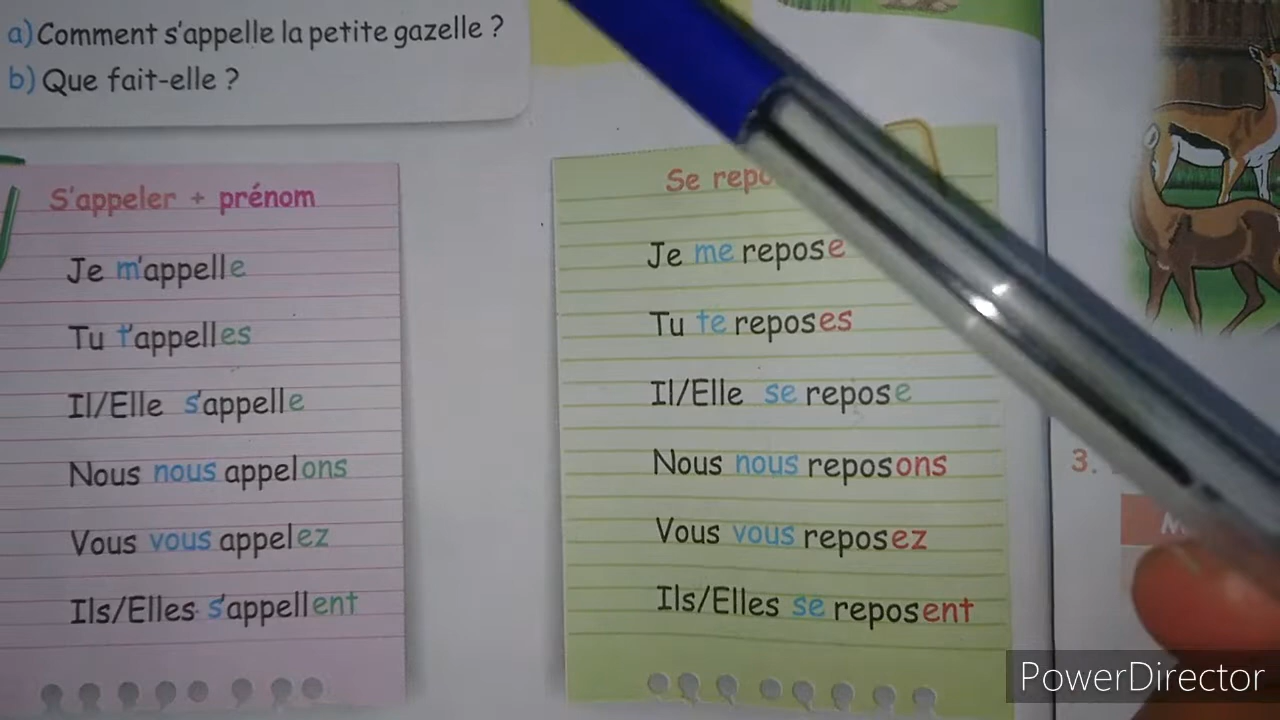 a) Comment s'appelle la petite gazelle ?
b) Que fait-elle ?
S'appeler + prénom
Je m'appelle
Tu t'appelles
Il/Elle s'appelle
Nous nous appelons
Vous vous appelez
Ils/Elles s'appellent
Se
Je me repose
Tu te reposes
Il/Elle se repose
Nous nous reposons
Vous vous reposez
Ils/Elles se reposent
3.
PowerDirector